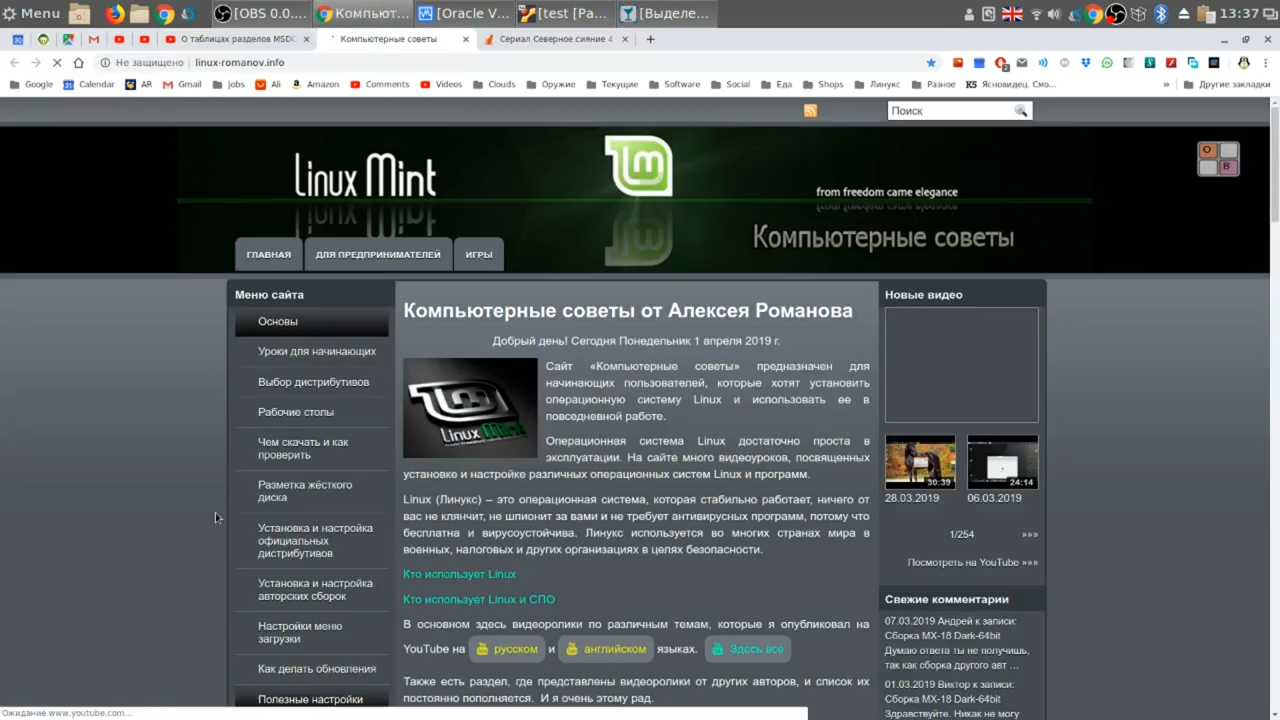 Menu
[OBS 0.0....
Компьют...
[Oracle V...
[test [Pa...
[Выделе...
13:37
О таблицах разделов MSDO
Компьютерные советы
Сериал Северное сияние 4
Не защищено
linux-romanov.info
Google
Calendar
AR
Gmail
Jobs
Ali
Amazon
Comments
Videos
Clouds
Оружие
Текущие
Software
Social
Еда
Shops
Линукс
Разное
KS Ясновидец. Смо...
»
Другие закладки
Поиск
Linux Mint
from freedom came elegance
Компьютерные советы
O
B
ГЛАВНАЯ
ДЛЯ ПРЕДПРИНИМАТЕЛЕЙ
ИГРЫ
Меню сайта
Основы
Уроки для начинающих
Выбор дистрибутивов
Рабочие столы
Чем скачать и как
проверить
Разметка жёсткого
диска
Установка и настройка
официальных
дистрибутивов
Установка и настройка
авторских сборок
Настройки меню
загрузки
Как делать обновления
Полезные настройки
Компьютерные советы от Алексея Романова
Добрый день! Сегодня Понедельник 1 апреля 2019 г.
Linux Mint
Сайт «Компьютерные советы» предназначен для
начинающих пользователей, которые хотят установить
операционную систему Linux и использовать ее в
повседневной работе.
Операционная система Linux достаточно проста в
эксплуатации. На сайте много видеоуроков, посвященных
установке и настройке различных операционных систем Linux и программ.
Linux (Линукс) – это операционная система, которая стабильно работает, ничего от
вас не клянчит, не шпионит за вами и не требует антивирусных программ, потому что
бесплатна и вирусоустойчива. Линукс используется во многих странах мира в
военных, налоговых и других организациях в целях безопасности.
Кто использует Linux
Кто использует Linux и СПО
В основном здесь видеоролики по различным темам, которые я опубликовал на
YouTube на русском и английском языках. Здесь все
Также есть раздел, где представлены видеоролики от других авторов, и список их
постоянно пополняется. И я очень этому рад.
Новые видео
30:39
24:14
28.03.2019
06.03.2019
1/254
»»»
Посмотреть на YouTube »»»
Свежие комментарии
07.03.2019 Андрей к записи:
Сборка MX-18 Dark-64bit
Думаю ответа ты не получишь,
так как сборка другого авт ...
01.03.2019 Виктор к записи:
Сборка MX-18 Dark-64bit
Здравствуйте. Никак не могу
Ожидание www.youtube.com...